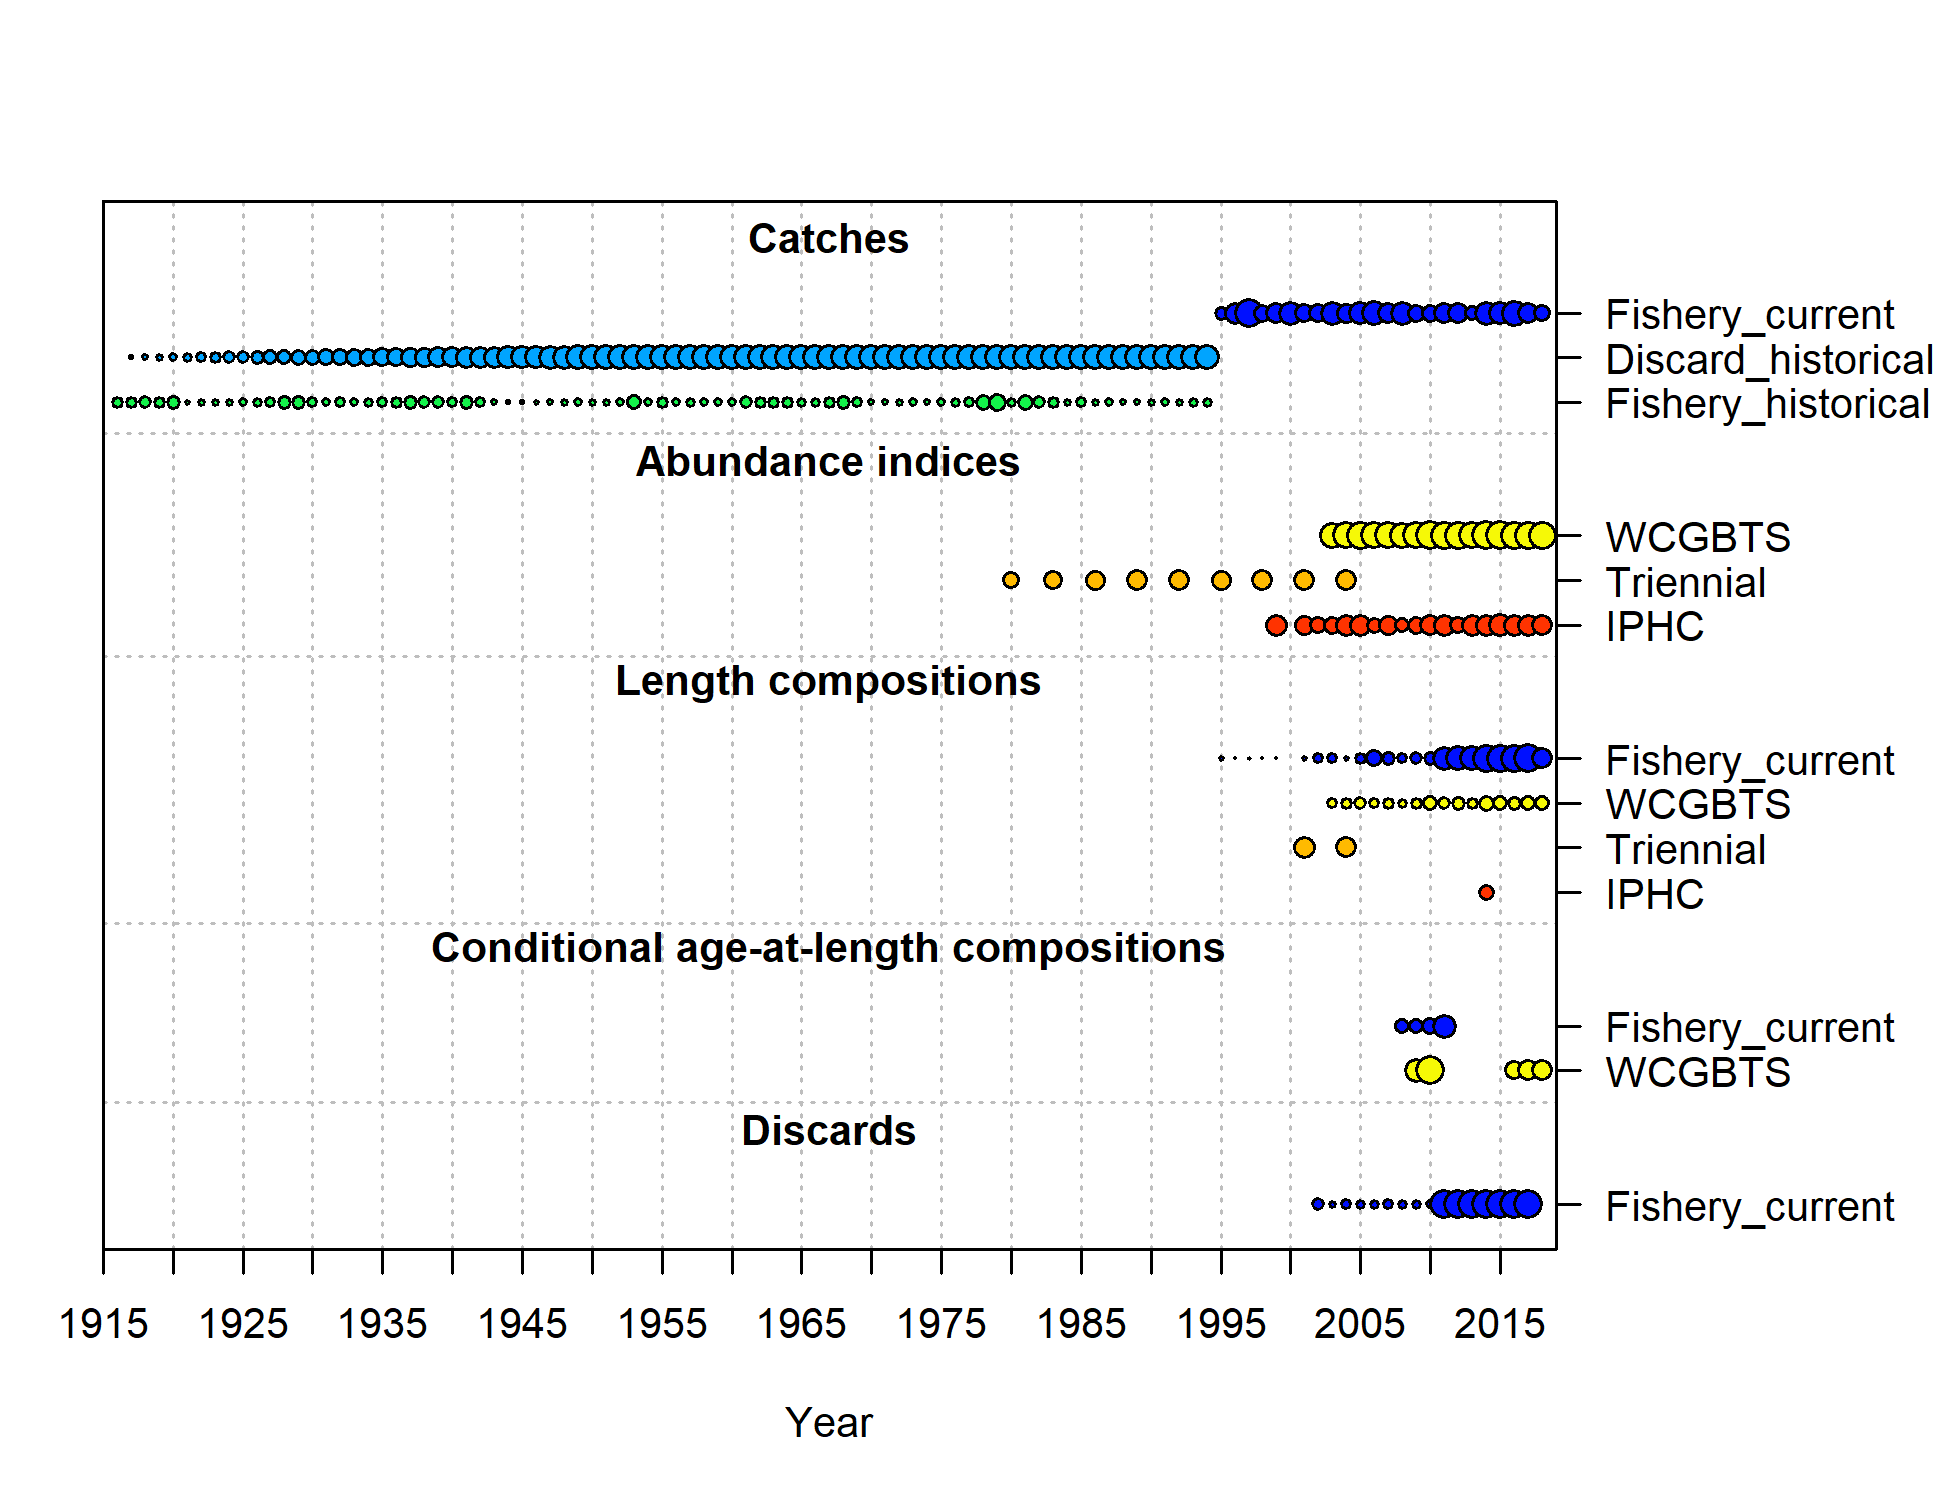 Catches
Fishery_current
Discard_historical
Fishery_historical
Abundance indices
WCGBTS
Triennial
IPHC
Length compositions
Fishery_current
WCGBTS
Triennial
IPHC
Conditional age-at-length compositions
Fishery_current
WCGBTS
Discards
Fishery_current
1915 1925 1935 1945 1955 1965 1975 1985 1995 2005 2015
Year